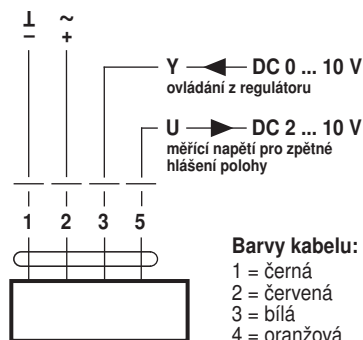 ⊥ ~
– +
Y DC 0 ... 10 V
ovládání z regulátoru
U DC 2 ... 10 V
měřící napětí pro zpětné
hlášení polohy
1 2 3 5
Barvy kabelu:
1 = černá
2 = červená
3 = bílá
4 = oranžová